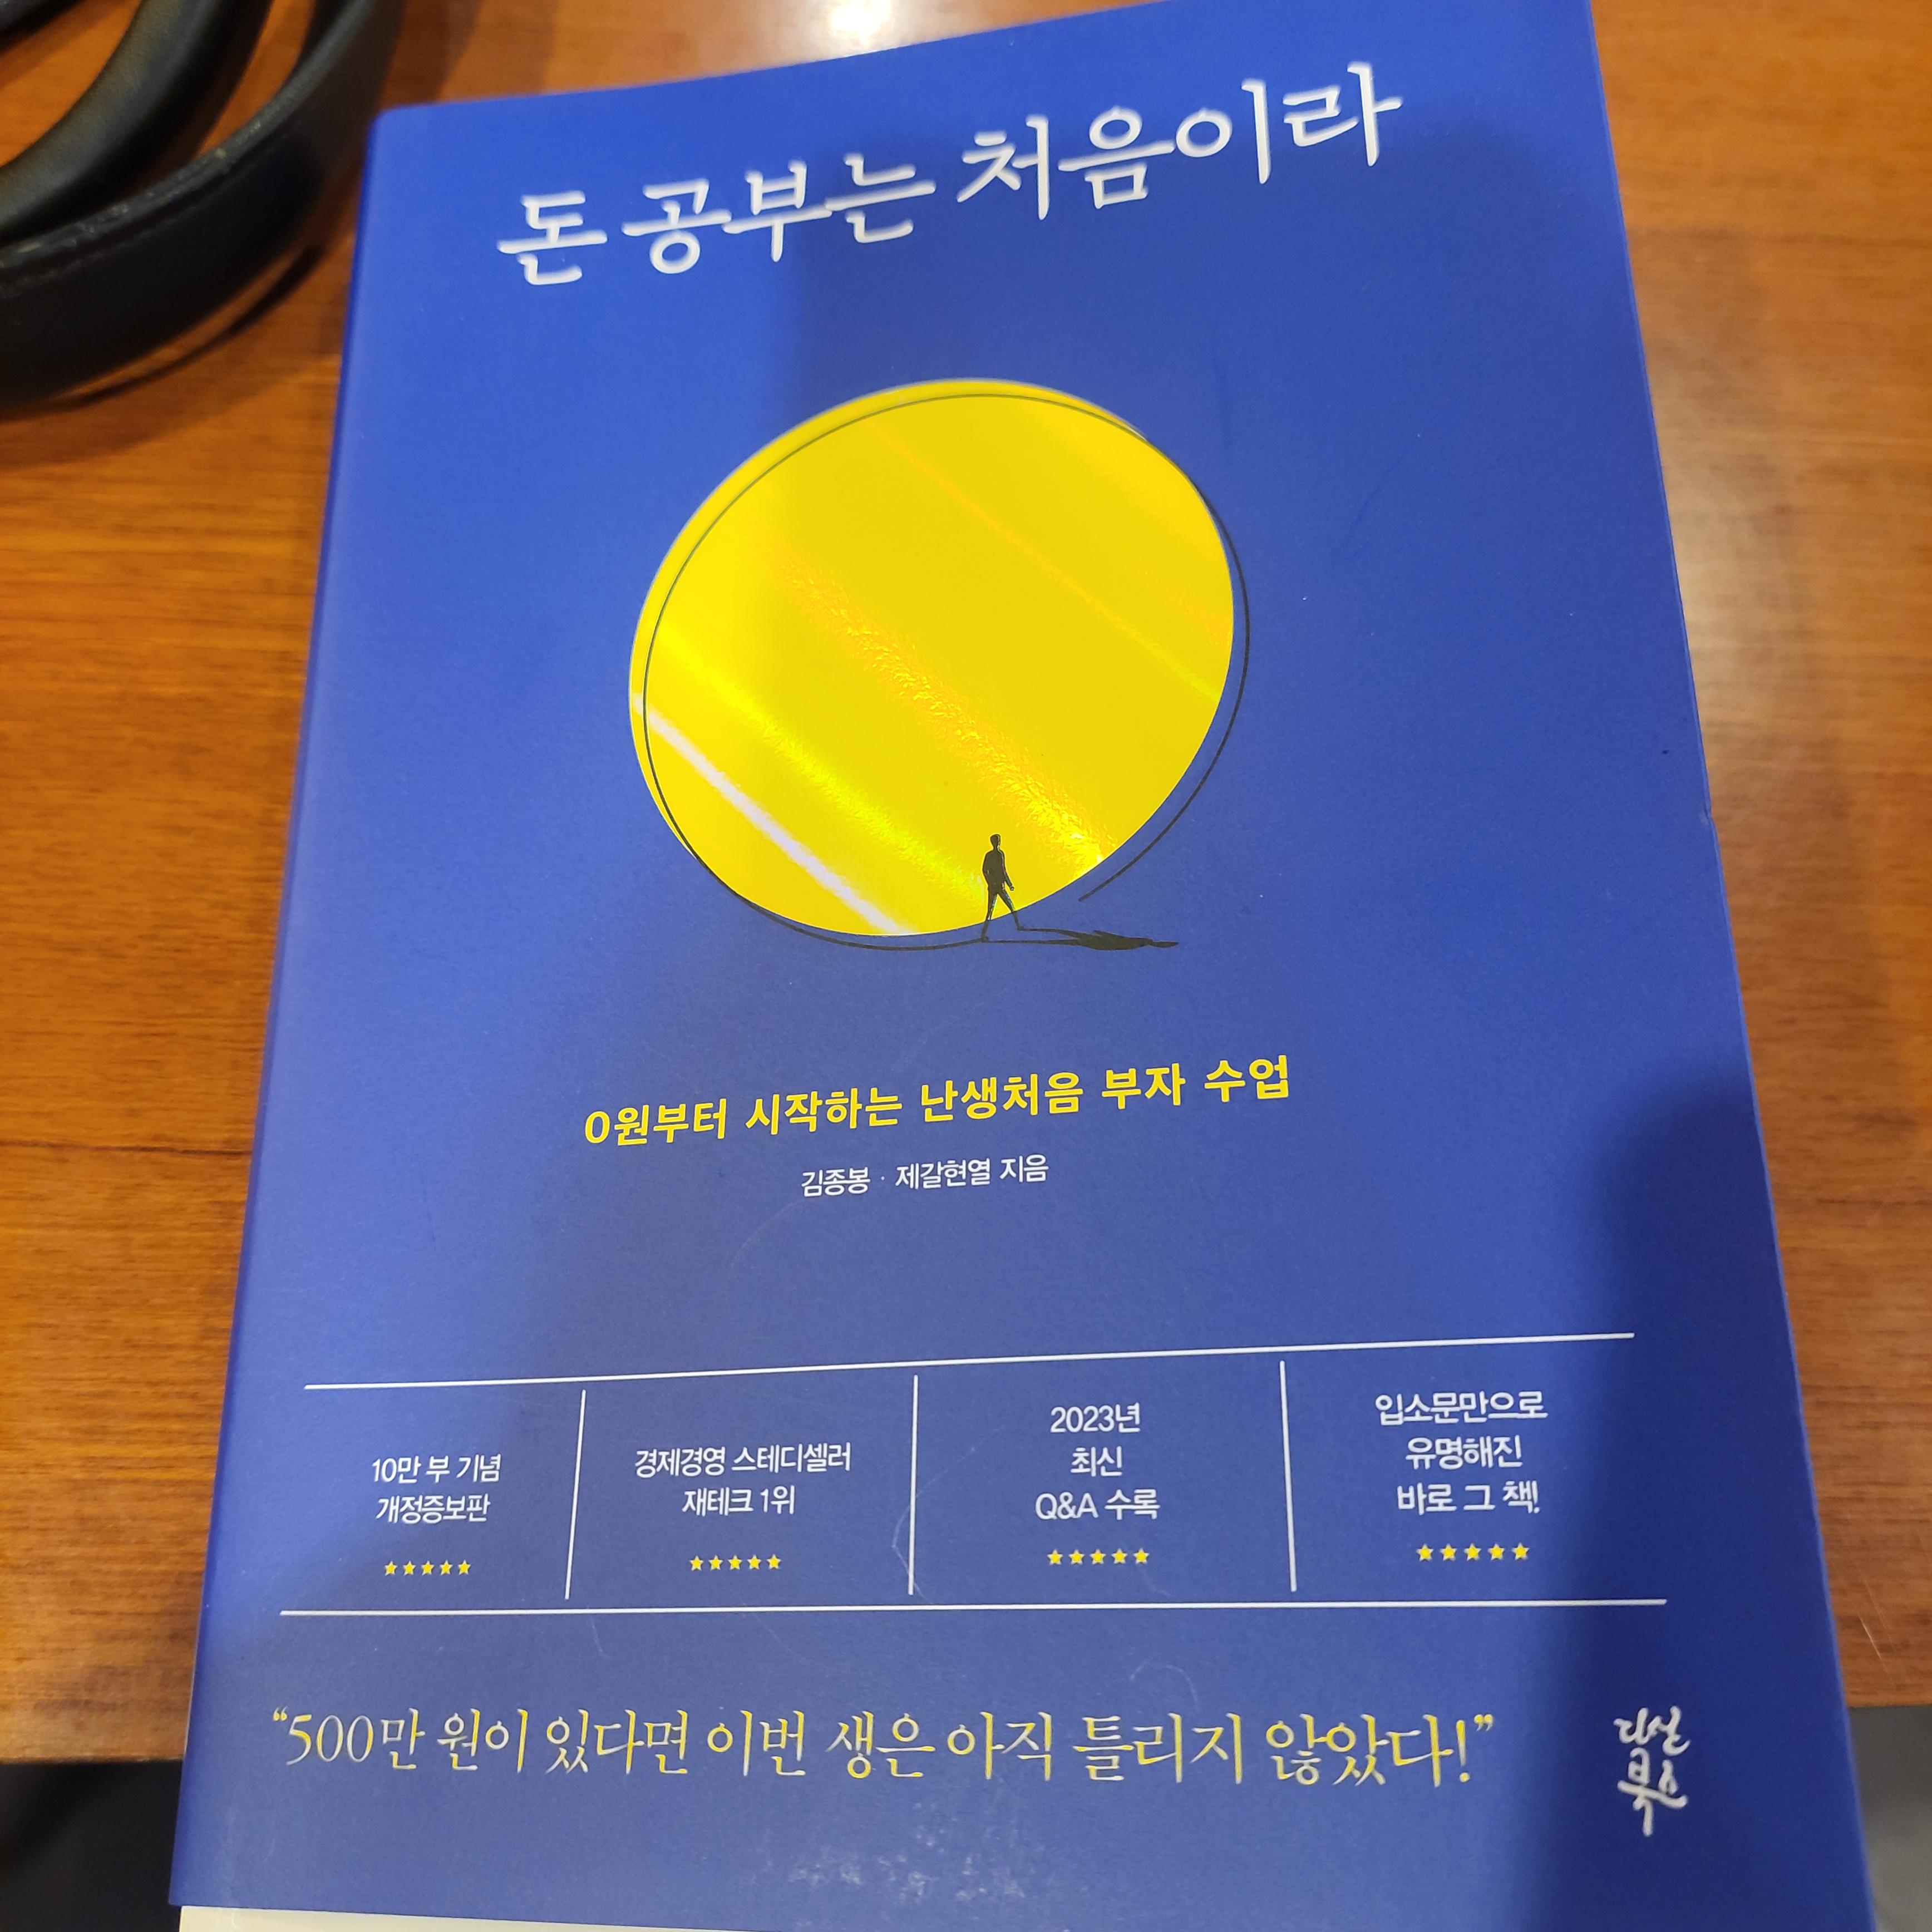 돈 공부는 처음이라
0원부터 시작하는 난생처음 부자 수업
김종봉 · 제갈현열 지음
10만 부 기념
개정증보판
★★★★★
경제경영 스테디셀러
재테크 1위
★★★★★
2023년
최신
Q&A 수록
★★★★★
입소문만으로
유명해진
바로 그 책!
★★★★★
“500만 원이 있다면 이번 생은 아직 틀리지 않았다!”
다산
북스